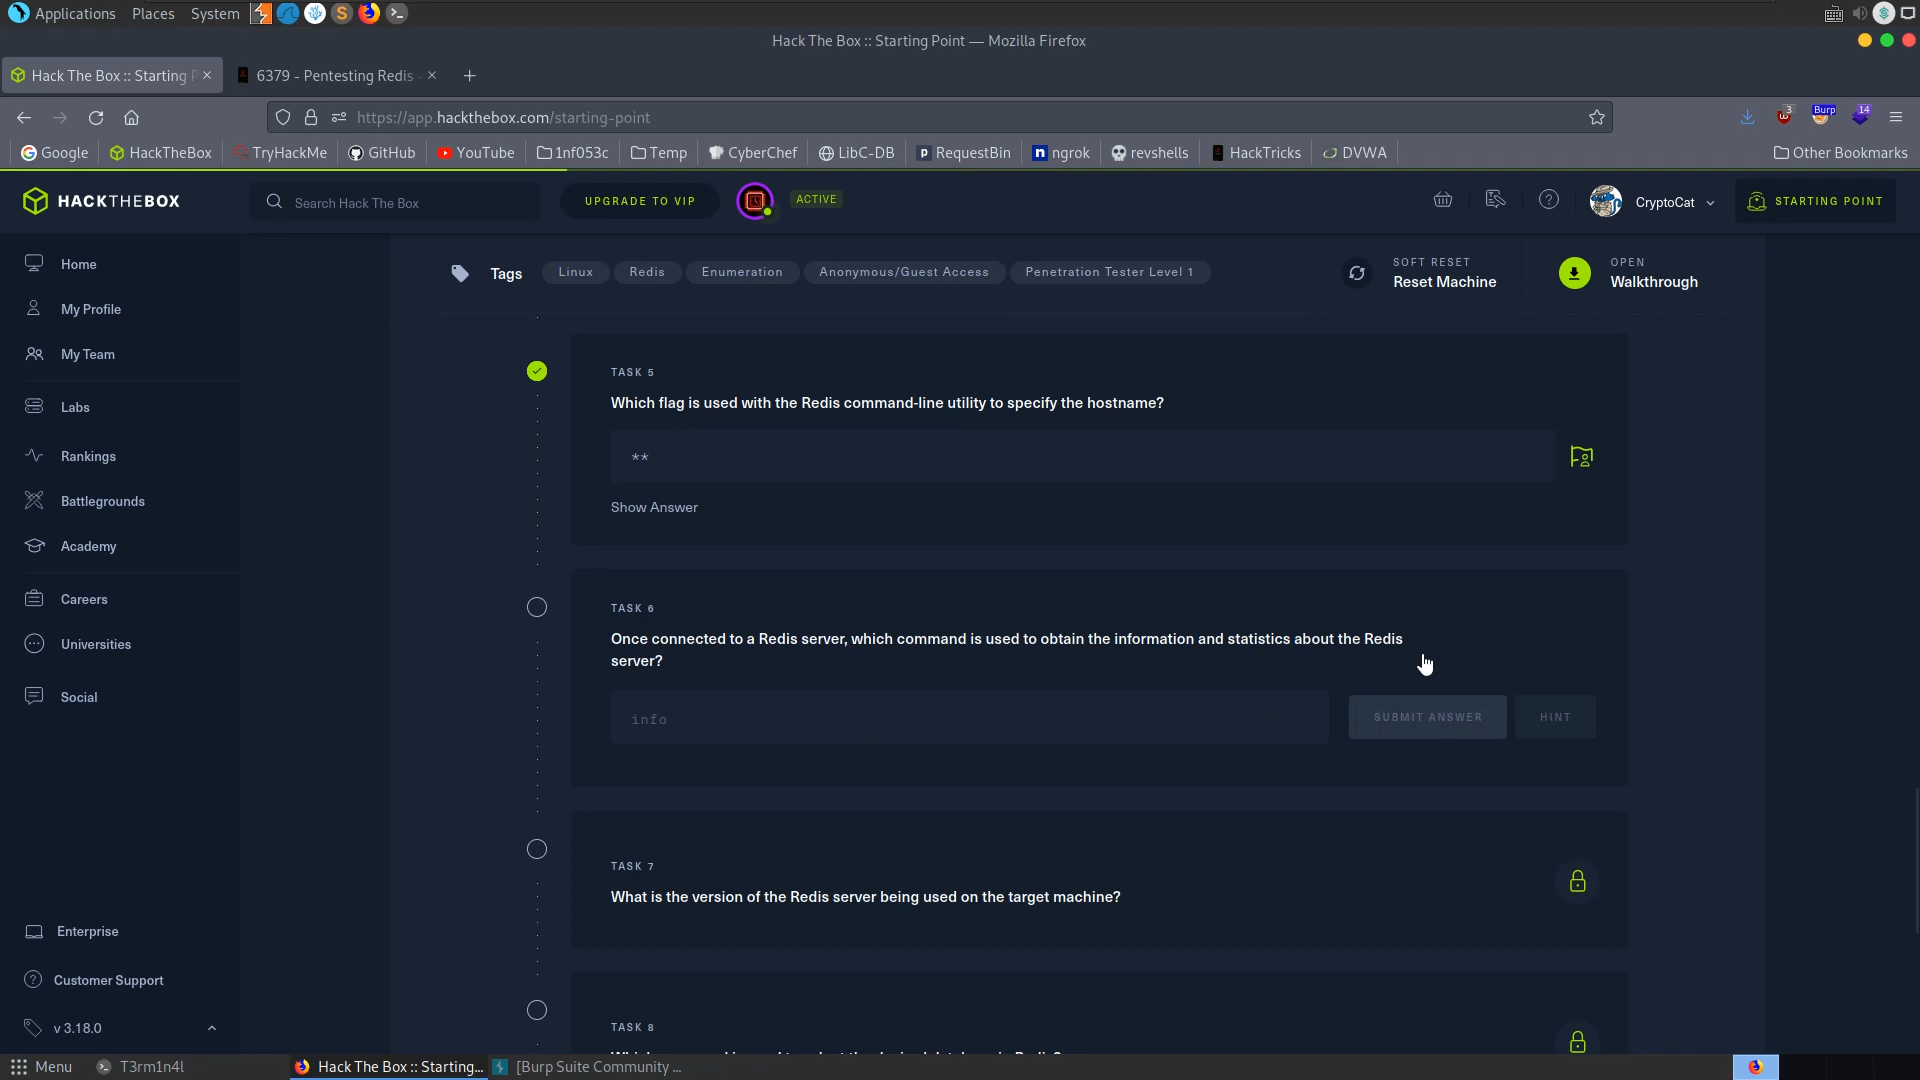 Applications Places System
Hack The Box :: Starting Point — Mozilla Firefox
Hack The Box :: Starting P
6379 - Pentesting Redis -
https://app.hackthebox.com/starting-point
3
Burp
14
Google
HackTheBox
TryHackMe
GitHub
YouTube
1nf053c
Temp
CyberChef
LibC-DB
RequestBin
ngrok
revshells
HackTricks
DVWA
Other Bookmarks
HACKTHEBOX
Search Hack The Box
UPGRADE TO VIP
ACTIVE
CryptoCat
STARTING POINT
Home
My Profile
My Team
Labs
Rankings
Battlegrounds
Academy
Careers
Universities
Social
Enterprise
Customer Support
v 3.18.0
Tags
Linux
Redis
Enumeration
Anonymous/Guest Access
Penetration Tester Level 1
SOFT RESET
Reset Machine
OPEN
Walkthrough
TASK 5
Which flag is used with the Redis command-line utility to specify the hostname?
**
Show Answer
TASK 6
Once connected to a Redis server, which command is used to obtain the information and statistics about the Redis
server?
info
SUBMIT ANSWER
HINT
TASK 7
What is the version of the Redis server being used on the target machine?
TASK 8
Menu
T3rm1n4l
Hack The Box :: Starting...
[Burp Suite Community ...